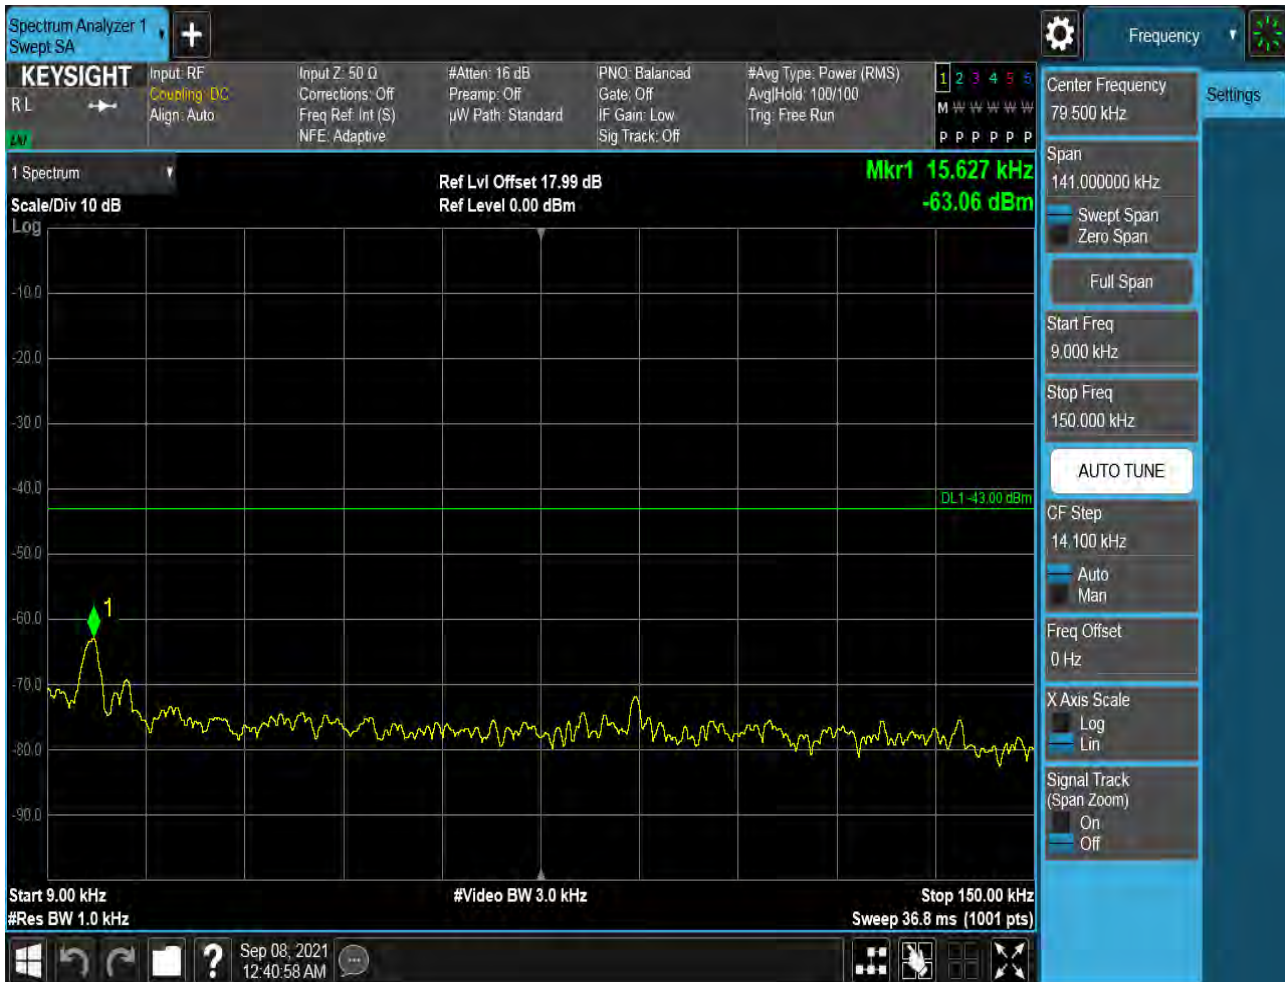 Spectrum Analyzer 1
Swept SA
Frequency
KEYSIGHT
R L
LXI
Input: RF
Coupling: DC
Align: Auto
Input Z: 50 Ω
Corrections: Off
Freq Ref: Int (S)
NFE: Adaptive
#Atten: 16 dB
Preamp: Off
µW Path: Standard
PNO: Balanced
Gate: Off
IF Gain: Low
Sig Track: Off
#Avg Type: Power (RMS)
Avg|Hold: 100/100
Trig: Free Run
1 2 3 4 5 6
M W W W W W
P P P P P P
1 Spectrum
Scale/Div 10 dB
Log
Ref Lvl Offset 17.99 dB
Ref Level 0.00 dBm
Mkr1 15.627 kHz
-63.06 dBm
-10.0
-20.0
-30.0
-40.0
DL1 -43.00 dBm
-50.0
1
-60.0
-70.0
-80.0
-90.0
Start 9.00 kHz
#Res BW 1.0 kHz
#Video BW 3.0 kHz
Stop 150.00 kHz
Sweep 36.8 ms (1001 pts)
Center Frequency
79.500 kHz
Settings
Span
141.000000 kHz
Swept Span
Zero Span
Full Span
Start Freq
9.000 kHz
Stop Freq
150.000 kHz
AUTO TUNE
CF Step
14.100 kHz
Auto
Man
Freq Offset
0 Hz
X Axis Scale
Log
Lin
Signal Track
(Span Zoom)
On
Off
?
Sep 08, 2021
12:40:58 AM